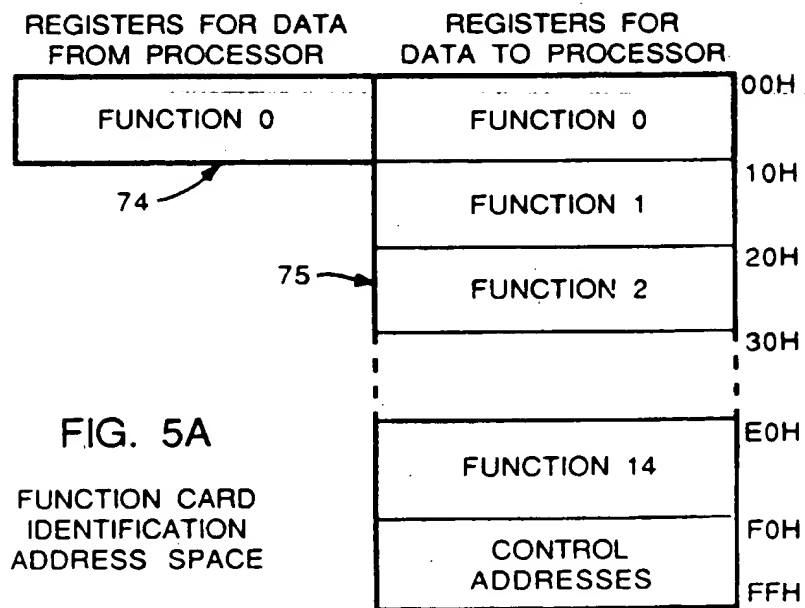 REGISTERS FOR DATA
FROM PROCESSOR
REGISTERS FOR
DATA TO PROCESSOR
00H
FUNCTION 0
FUNCTION 0
10H
74
FUNCTION 1
20H
75
FUNCTION 2
30H
FIG. 5A
E0H
FUNCTION 14
FUNCTION CARD
IDENTIFICATION
ADDRESS SPACE
F0H
CONTROL
ADDRESSES
FFH